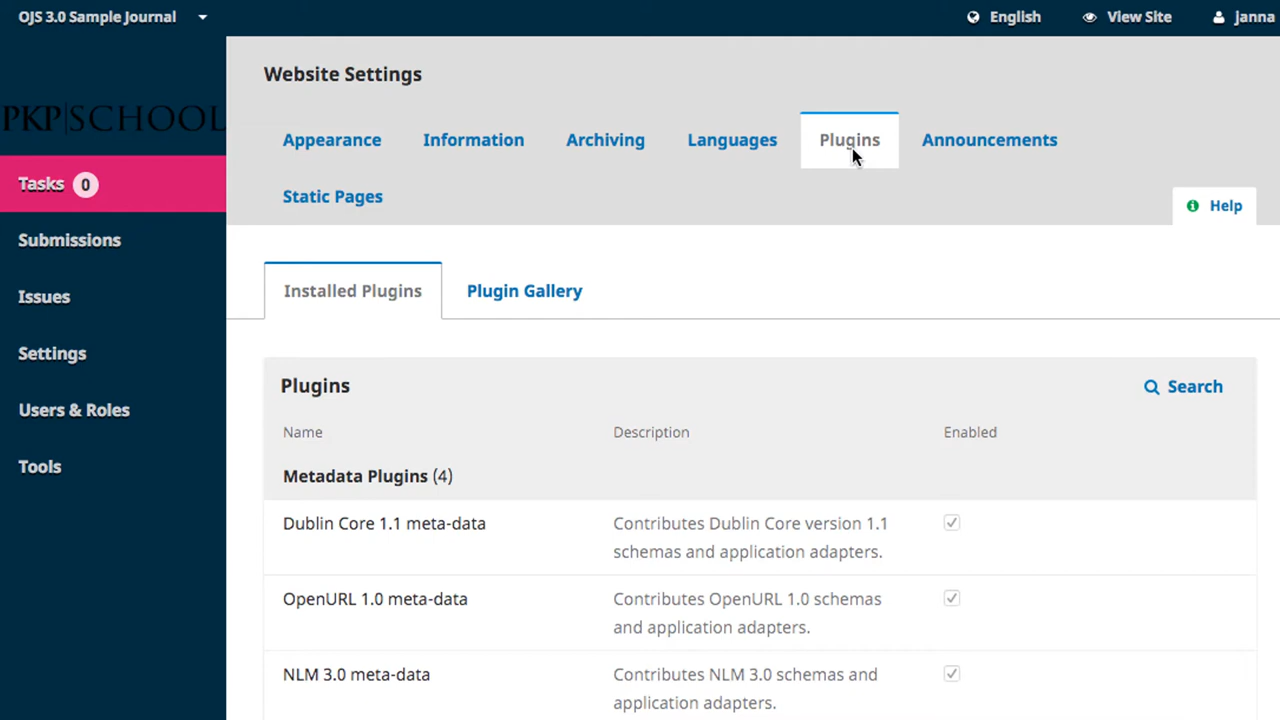 OJS 3.0 Sample Journal
English
View Site
janna
PKP|SCHOOL
Tasks 0
Submissions
Issues
Settings
Users & Roles
Tools
Website Settings
Appearance
Information
Archiving
Languages
Plugins
Announcements
Static Pages
Help
Installed Plugins
Plugin Gallery
Plugins
Search
Name
Description
Enabled
Metadata Plugins (4)
Dublin Core 1.1 meta-data
Contributes Dublin Core version 1.1
schemas and application adapters.
OpenURL 1.0 meta-data
Contributes OpenURL 1.0 schemas
and application adapters.
NLM 3.0 meta-data
Contributes NLM 3.0 schemas and
application adapters.